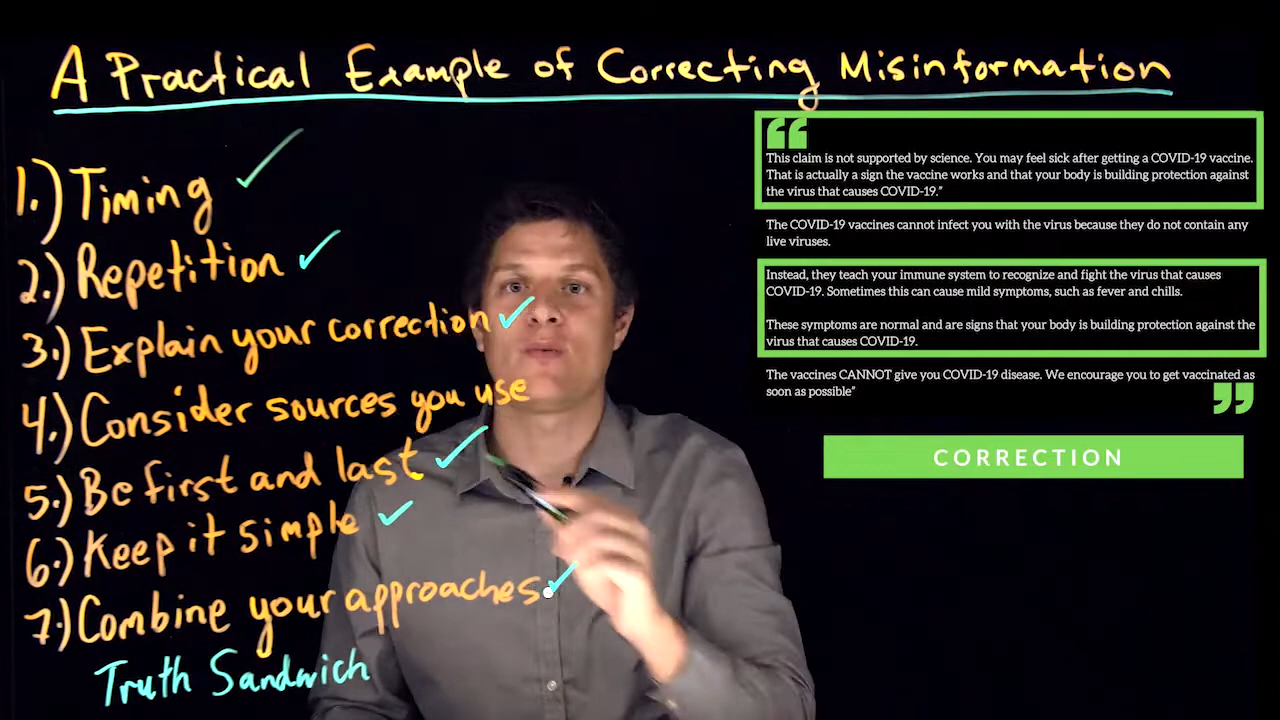 A Practical Example of Correcting Misinformation
1.) Timing
2.) Repetition
3.) Explain your correction
4.) Consider sources you use
5.) Be first and last
6.) Keep it simple
7.) Combine your approaches
Truth Sandwich
“
This claim is not supported by science. You may feel sick after getting a COVID-19 vaccine.
That is actually a sign the vaccine works and that your body is building protection against
the virus that causes COVID-19.”
The COVID-19 vaccines cannot infect you with the virus because they do not contain any
live viruses.
Instead, they teach your immune system to recognize and fight the virus that causes
COVID-19. Sometimes this can cause mild symptoms, such as fever and chills.
These symptoms are normal and are signs that your body is building protection against the
virus that causes COVID-19.
The vaccines CANNOT give you COVID-19 disease. We encourage you to get vaccinated as
soon as possible”
”
CORRECTION